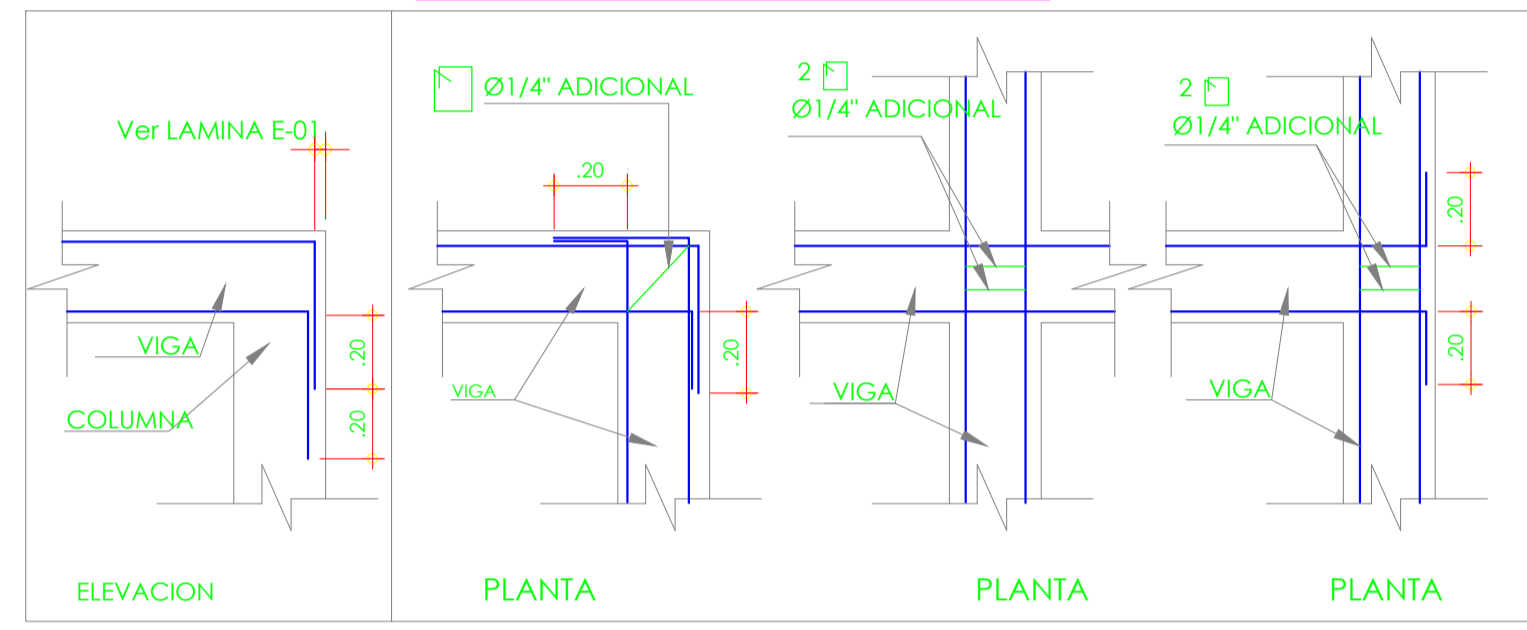 Ver LAMINA E-01
VIGA
COLUMNA
.20
.20
ELEVACION
Ø1/4" ADICIONAL
.20
VIGA
.20
PLANTA
2
Ø1/4" ADICIONAL
VIGA
PLANTA
2
Ø1/4" ADICIONAL
.20
VIGA
.20
PLANTA